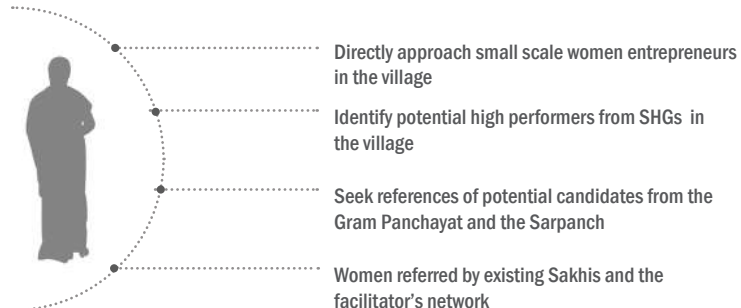 Directly approach small scale women entrepreneurs
in the village
Identify potential high performers from SHGs in
the village
Seek references of potential candidates from the
Gram Panchayat and the Sarpanch
Women referred by existing Sakhis and the
facilitator's network